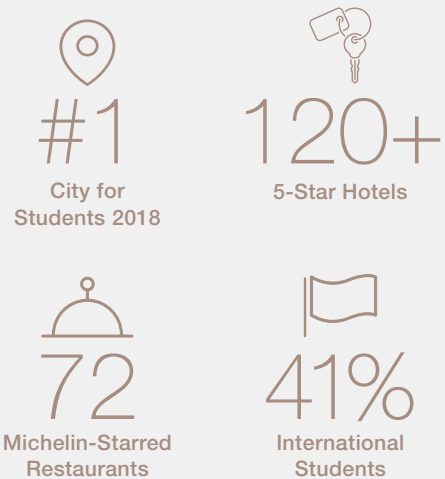 #1
City for
Students 2018
120+
5-Star Hotels
72
Michelin-Starred
Restaurants
41%
International
Students